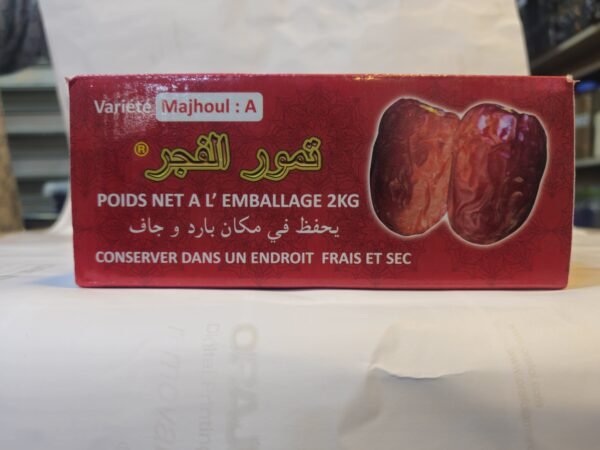 Variété Majhoul : A
تمور الفجر ®
POIDS NET A L' EMBALLAGE 2KG
يحفظ في مكان بارد و جاف
CONSERVER DANS UN ENDROIT FRAIS ET SEC